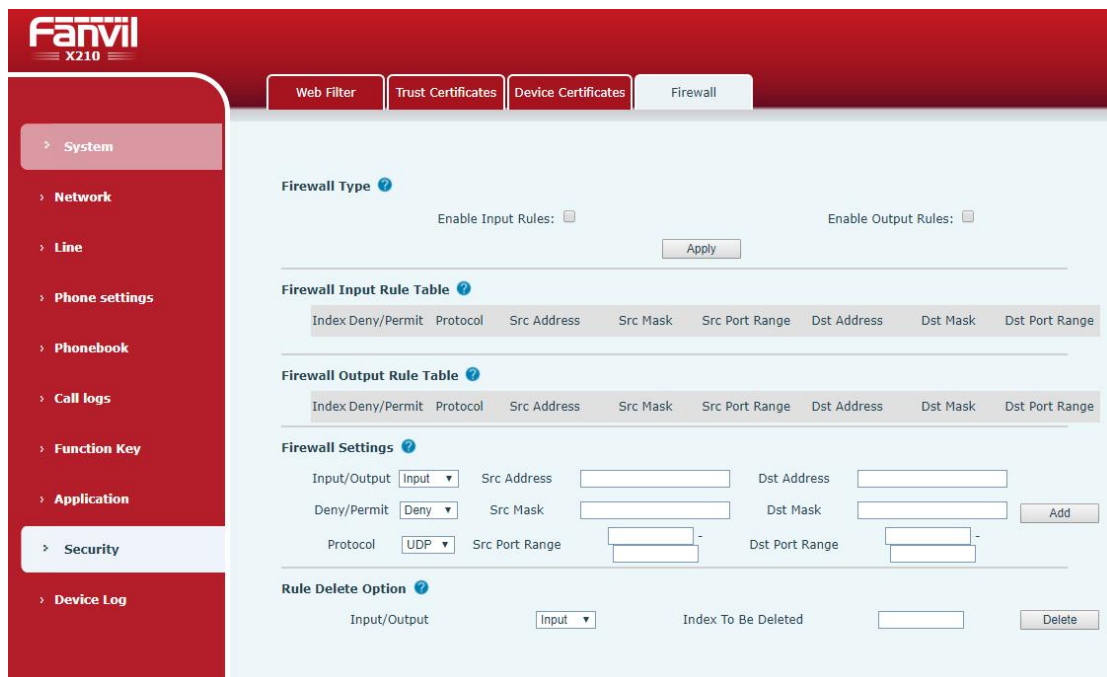 Fanvil
X210
Web Filter Trust Certificates Device Certificates Firewall
System
Network
Line
Phone settings
Phonebook
Call logs
Function Key
Application
Security
Device Log
Firewall Type ?
Enable Input Rules: Enable Output Rules:
Apply
Firewall Input Rule Table ?
Index Deny/Permit Protocol Src Address Src Mask Src Port Range Dst Address Dst Mask Dst Port Range
Firewall Output Rule Table ?
Index Deny/Permit Protocol Src Address Src Mask Src Port Range Dst Address Dst Mask Dst Port Range
Firewall Settings ?
Input/Output Input Src Address Dst Address
Deny/Permit Deny Src Mask Dst Mask Add
Protocol UDP Src Port Range - Dst Port Range -
Rule Delete Option ?
Input/Output Input Index To Be Deleted Delete